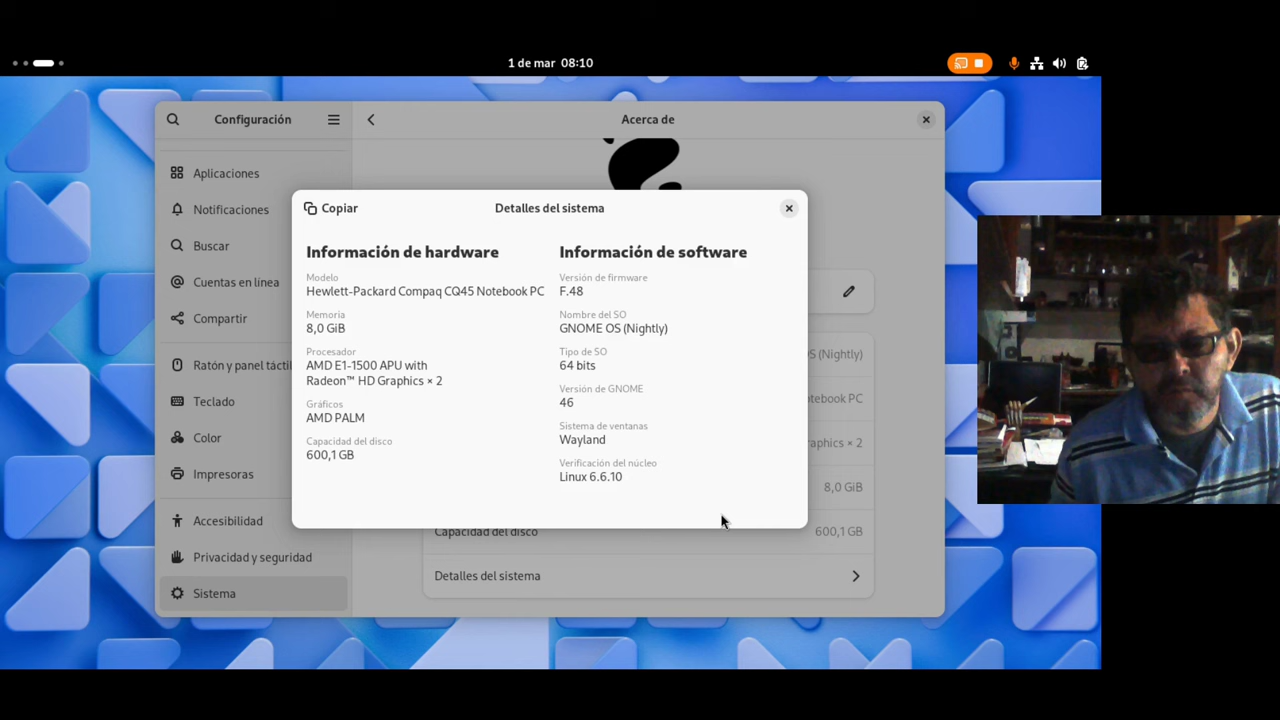 1 de mar 08:10
Configuración
Acerca de
Aplicaciones
Notificaciones
Buscar
Cuentas en línea
Compartir
Ratón y panel táctil
Teclado
Color
Impresoras
Accesibilidad
Privacidad y seguridad
Sistema
Copiar
Detalles del sistema
Información de hardware
Modelo
Hewlett-Packard Compaq CQ45 Notebook PC
Memoria
8,0 GiB
Procesador
AMD E1-1500 APU with
Radeon™ HD Graphics × 2
Gráficos
AMD PALM
Capacidad del disco
600,1 GB
Información de software
Versión de firmware
F.48
Nombre del SO
GNOME OS (Nightly)
Tipo de SO
64 bits
Versión de GNOME
46
Sistema de ventanas
Wayland
Verificación del núcleo
Linux 6.6.10
OS (Nightly)
tebook PC
raphics × 2
8,0 GiB
Capacidad del disco
600,1 GB
Detalles del sistema